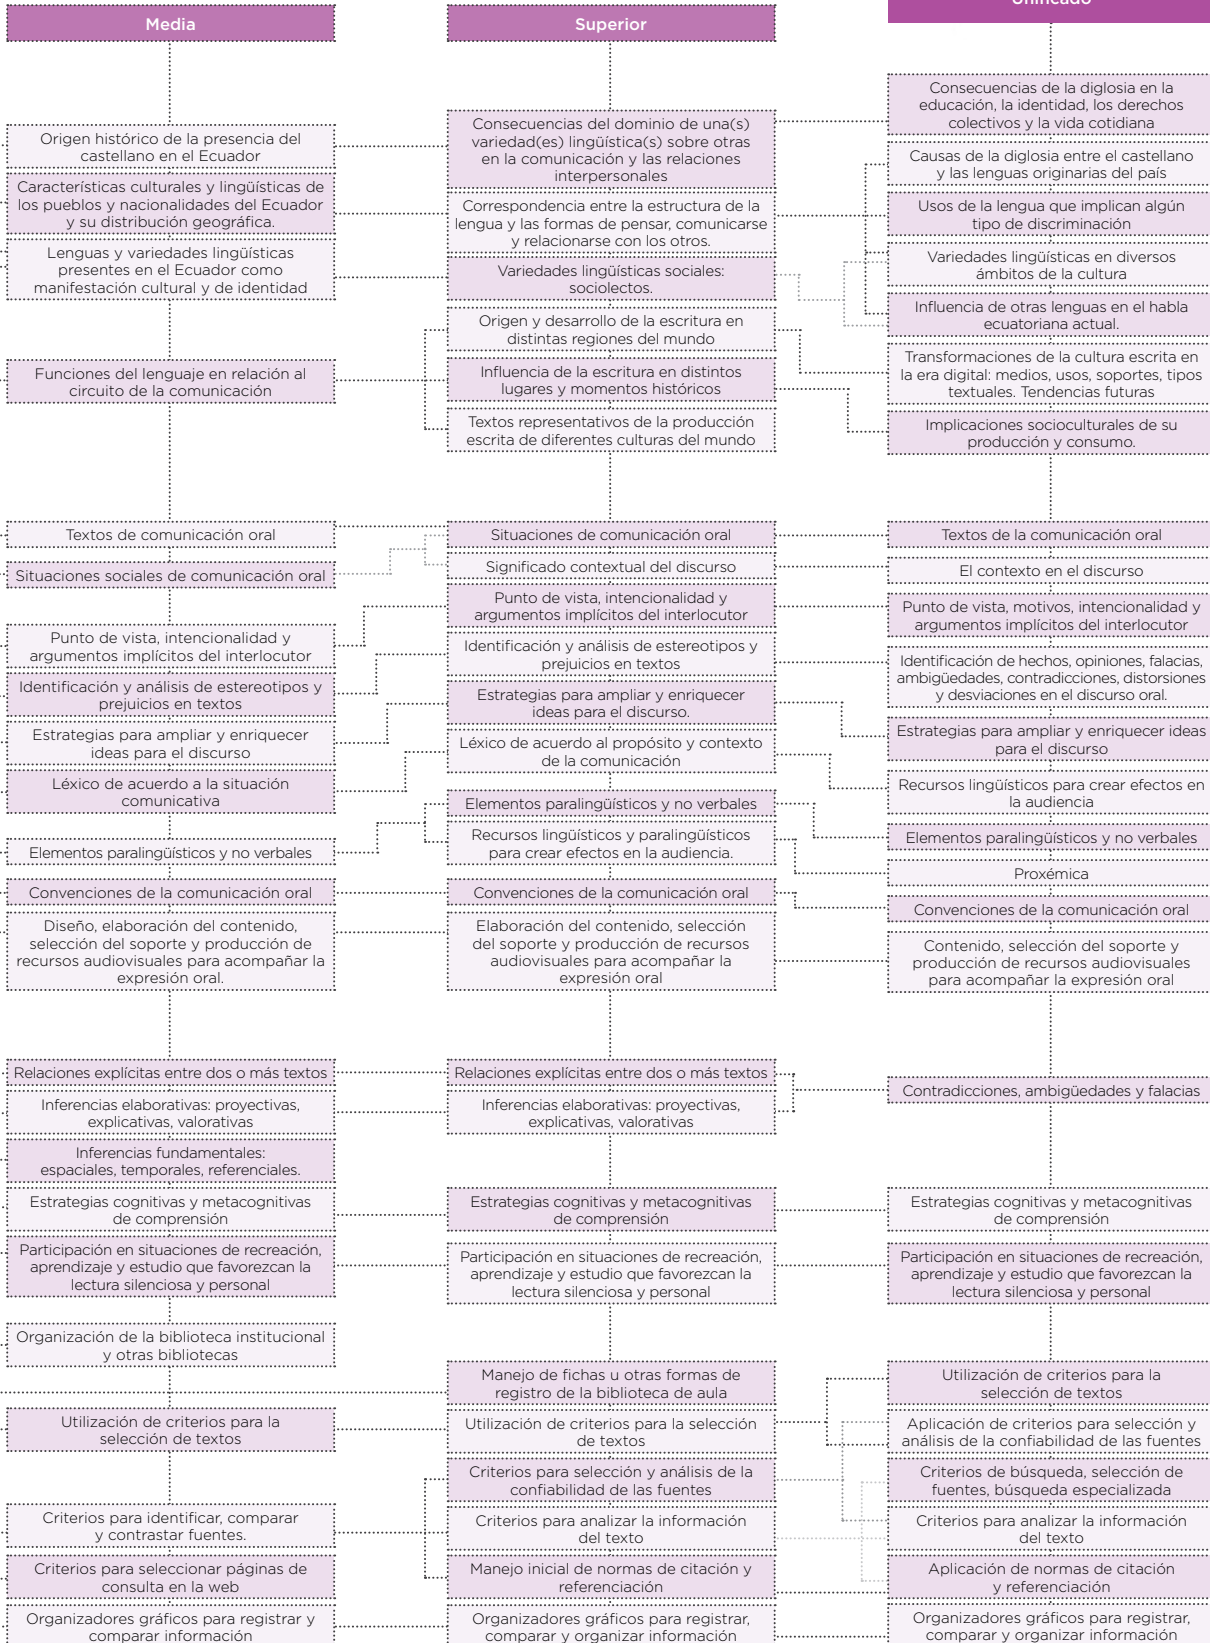 Media
Origen histórico de la presencia del
castellano en el Ecuador
Características culturales y lingüísticas de
los pueblos y nacionalidades del Ecuador
y su distribución geográfica.
Lenguas y variedades lingüísticas
presentes en el Ecuador como
manifestación cultural y de identidad
Funciones del lenguaje en relación al
circuito de la comunicación
Textos de comunicación oral
Situaciones sociales de comunicación oral
Punto de vista, intencionalidad y
argumentos implícitos del interlocutor
Identificación y análisis de estereotipos y
prejuicios en textos
Estrategias para ampliar y enriquecer
ideas para el discurso
Léxico de acuerdo a la situación
comunicativa
Elementos paralingüísticos y no verbales
Convenciones de la comunicación oral
Diseño, elaboración del contenido,
selección del soporte y producción de
recursos audiovisuales para acompañar la
expresión oral.
Relaciones explícitas entre dos o más textos
Inferencias elaborativas: proyectivas,
explicativas, valorativas
Inferencias fundamentales:
espaciales, temporales, referenciales.
Estrategias cognitivas y metacognitivas
de comprensión
Participación en situaciones de recreación,
aprendizaje y estudio que favorezcan la
lectura silenciosa y personal
Organización de la biblioteca institucional
y otras bibliotecas
Utilización de criterios para la
selección de textos
Criterios para identificar, comparar
y contrastar fuentes.
Criterios para seleccionar páginas de
consulta en la web
Organizadores gráficos para registrar y
comparar información
Superior
Consecuencias del dominio de una(s)
variedad(es) lingüística(s) sobre otras
en la comunicación y las relaciones
interpersonales
Correspondencia entre la estructura de la
lengua y las formas de pensar, comunicarse
y relacionarse con los otros.
Variedades lingüísticas sociales:
sociolectos.
Origen y desarrollo de la escritura en
distintas regiones del mundo
Influencia de la escritura en distintos
lugares y momentos históricos
Textos representativos de la producción
escrita de diferentes culturas del mundo
Situaciones de comunicación oral
Significado contextual del discurso
Punto de vista, intencionalidad y
argumentos implícitos del interlocutor
Identificación y análisis de estereotipos y
prejuicios en textos
Estrategias para ampliar y enriquecer
ideas para el discurso.
Léxico de acuerdo al propósito y contexto
de la comunicación
Elementos paralingüísticos y no verbales
Recursos lingüísticos y paralingüísticos
para crear efectos en la audiencia.
Convenciones de la comunicación oral
Elaboración del contenido, selección
del soporte y producción de recursos
audiovisuales para acompañar la
expresión oral
Relaciones explícitas entre dos o más textos
Inferencias elaborativas: proyectivas,
explicativas, valorativas
Estrategias cognitivas y metacognitivas
de comprensión
Participación en situaciones de recreación,
aprendizaje y estudio que favorezcan la
lectura silenciosa y personal
Manejo de fichas u otras formas de
registro de la biblioteca de aula
Utilización de criterios para la selección
de textos
Criterios para selección y análisis de la
confiabilidad de las fuentes
Criterios para analizar la información
del texto
Manejo inicial de normas de citación y
referenciación
Organizadores gráficos para registrar,
comparar y organizar información
Unificado
Consecuencias de la diglosia en la
educación, la identidad, los derechos
colectivos y la vida cotidiana
Causas de la diglosia entre el castellano
y las lenguas originarias del país
Usos de la lengua que implican algún
tipo de discriminación
Variedades lingüísticas en diversos
ámbitos de la cultura
Influencia de otras lenguas en el habla
ecuatoriana actual.
Transformaciones de la cultura escrita en
la era digital: medios, usos, soportes, tipos
textuales. Tendencias futuras
Implicaciones socioculturales de su
producción y consumo.
Textos de la comunicación oral
El contexto en el discurso
Punto de vista, motivos, intencionalidad y
argumentos implícitos del interlocutor
Identificación de hechos, opiniones, falacias,
ambigüedades, contradicciones, distorsiones
y desviaciones en el discurso oral.
Estrategias para ampliar y enriquecer ideas
para el discurso
Recursos lingüísticos para crear efectos en
la audiencia
Elementos paralingüísticos y no verbales
Proxémica
Convenciones de la comunicación oral
Contenido, selección del soporte y
producción de recursos audiovisuales
para acompañar la expresión oral
Contradicciones, ambigüedades y falacias
Estrategias cognitivas y metacognitivas
de comprensión
Participación en situaciones de recreación,
aprendizaje y estudio que favorezcan la
lectura silenciosa y personal
Utilización de criterios para la
selección de textos
Aplicación de criterios para selección y
análisis de la confiabilidad de las fuentes
Criterios de búsqueda, selección de
fuentes, búsqueda especializada
Criterios para analizar la información
del texto
Aplicación de normas de citación
y referenciación
Organizadores gráficos para registrar,
comparar y organizar información